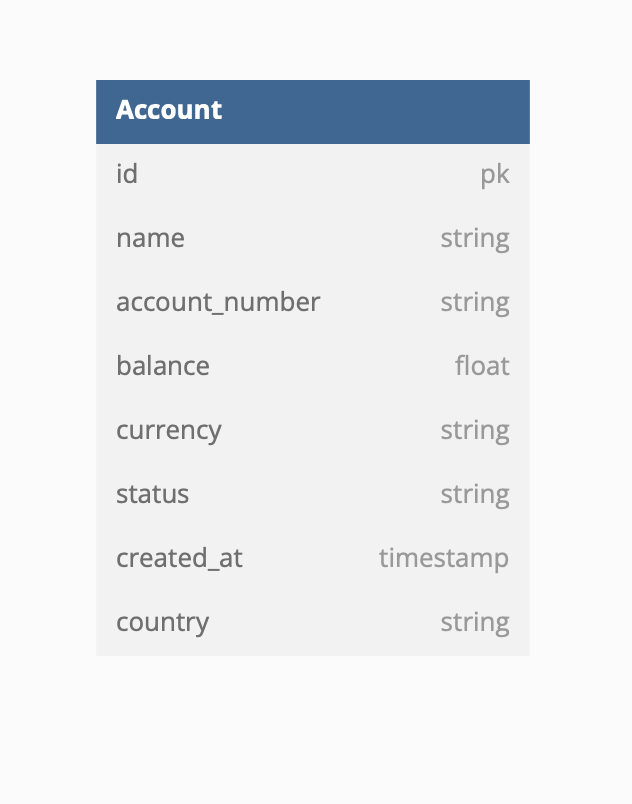 Account
id pk
name string
account_number string
balance float
currency string
status string
created_at timestamp
country string